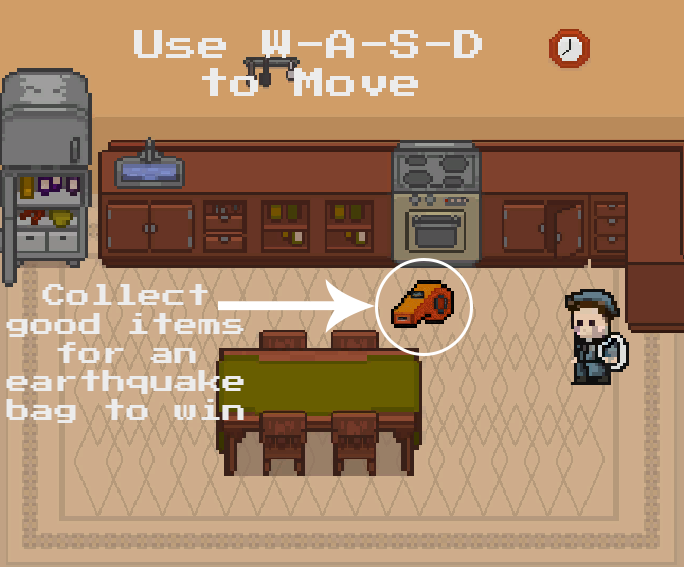 Use W-A-S-D
to Move
Collect
good items
for an
earthquake
bag to win